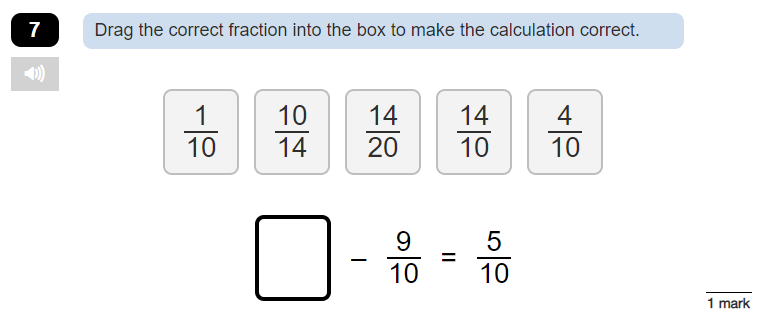 7
Drag the correct fraction into the box to make the calculation correct.
1/10 10/14 14/20 14/10 4/10
− 9/10 = 5/10
1 mark